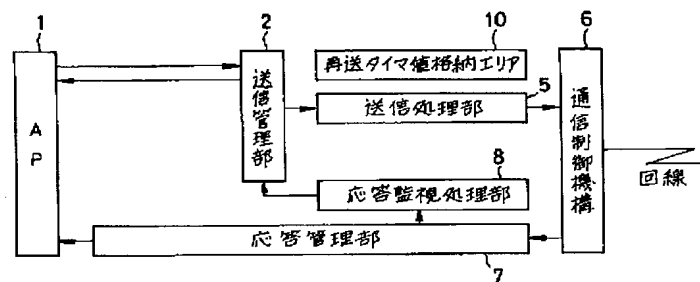 1
2
10
6
再送タイマ値格納エリア
5
送信処理部
送信管理部
AP
通信制御機構
8
応答監視処理部
回線
応答管理部
7